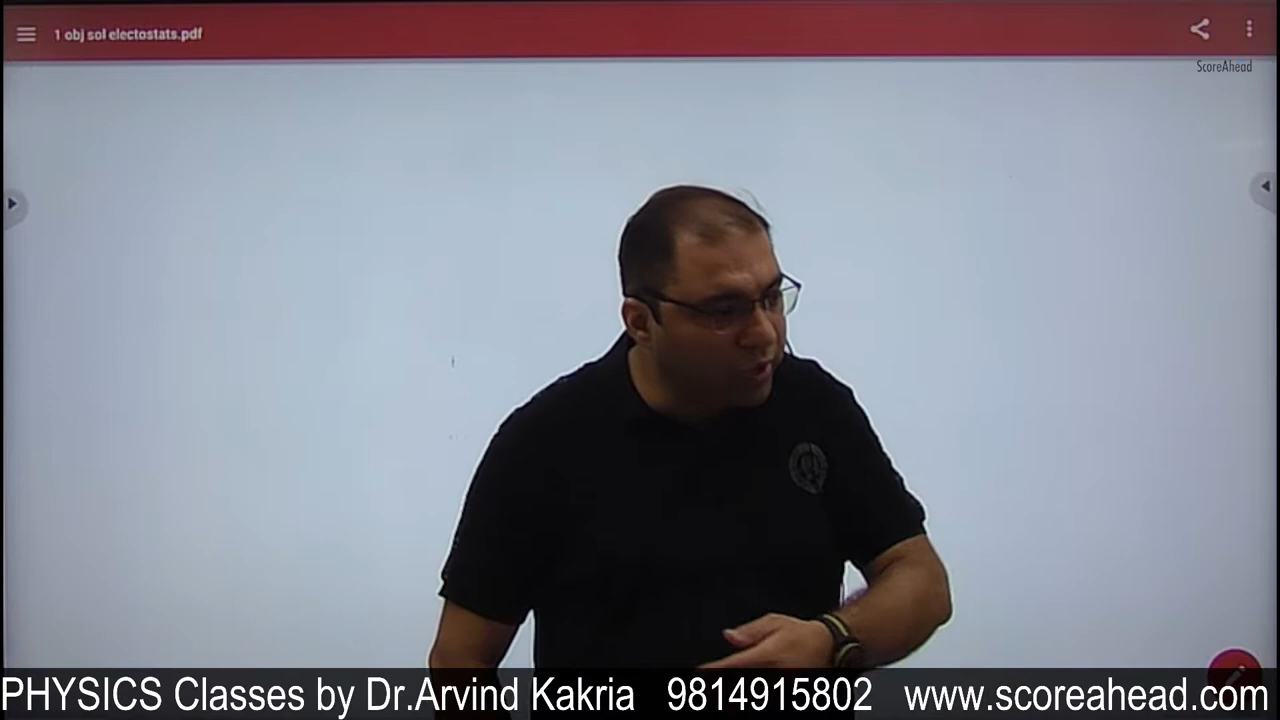 1 obj sol electostats.pdf
ScoreAhead
PHYSICS Classes by Dr.Arvind Kakria 9814915802 www.scoreahead.com